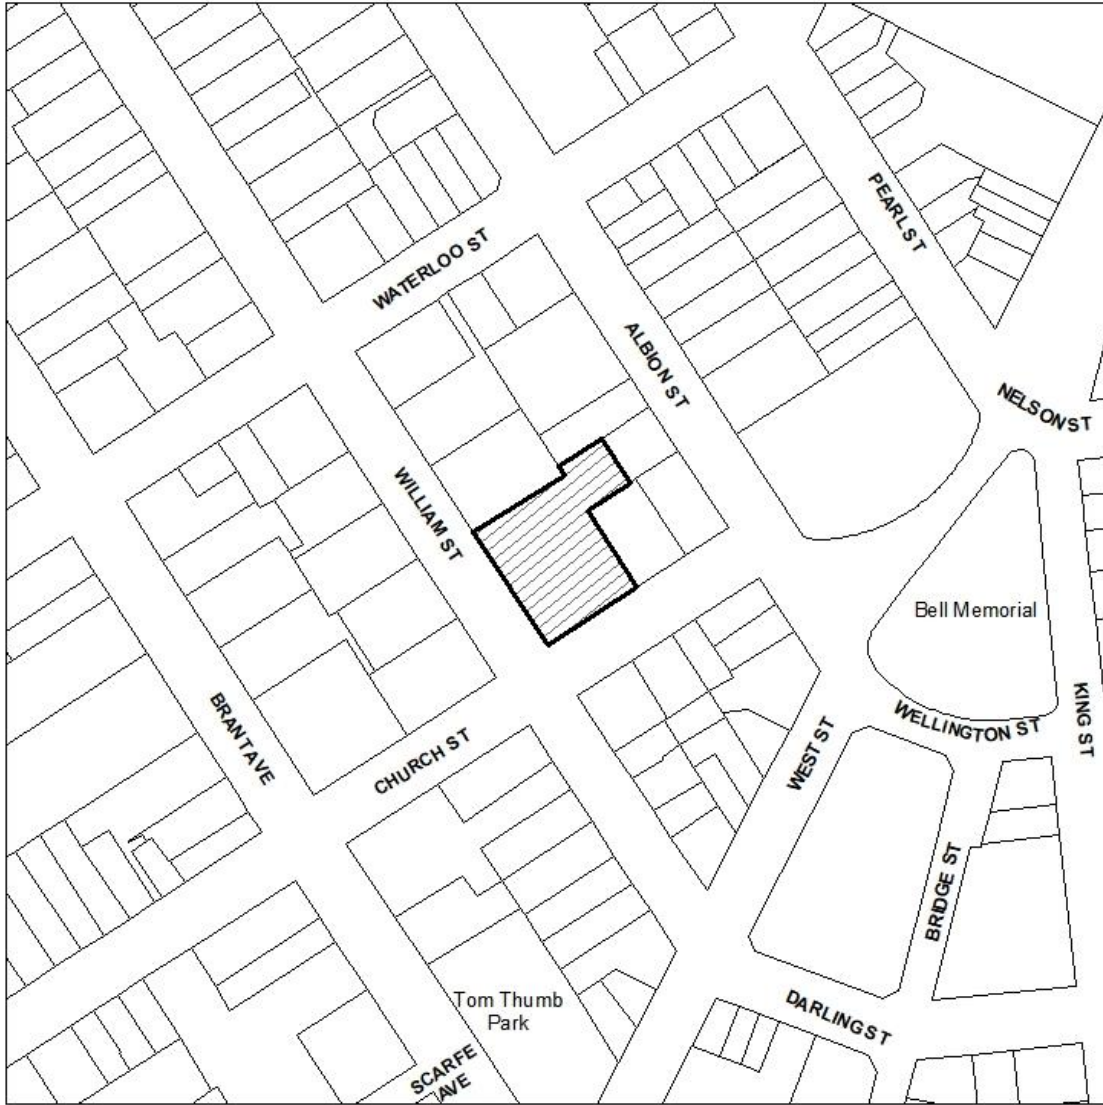 PEARL ST
WATERLOO ST
ALBION ST
NELSON ST
WILLIAM ST
Bell Memorial
BRANT AVE
KING ST
WELLINGTON ST
CHURCH ST
WEST ST
BRIDGE ST
Tom Thumb
Park
DARLING ST
SCARFE
AVE